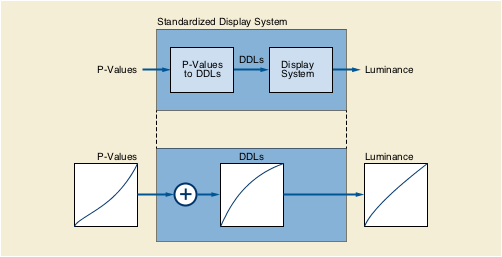 Standardized Display System
P-Values
P-Values
to DDLs
DDLs
Display
System
Luminance
P-Values
DDLs
Luminance
+